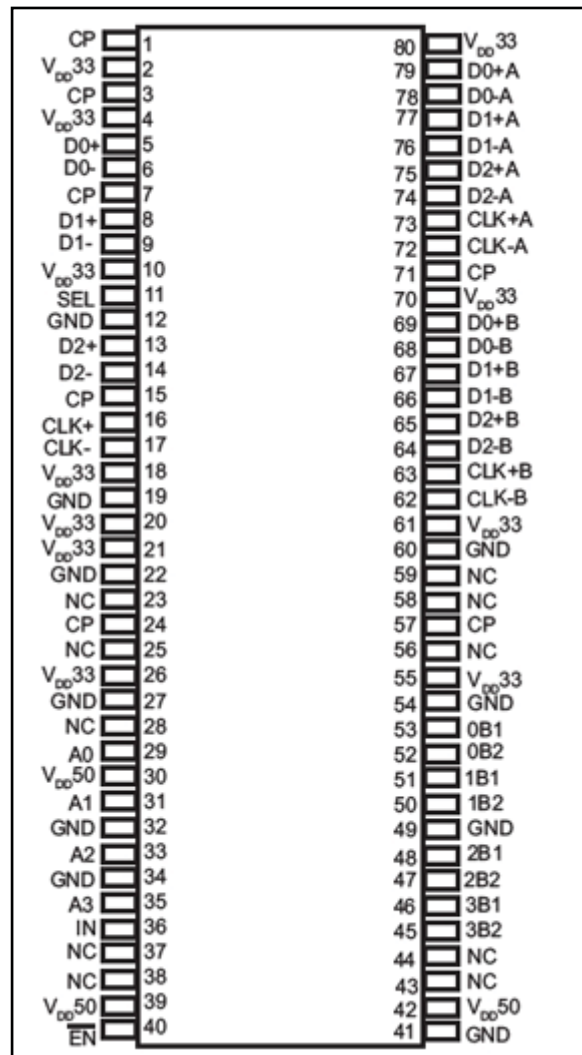 CP 1 80 VDD33
VDD33 2 79 D0+A
CP 3 78 D0-A
VDD33 4 77 D1+A
D0+ 5 76 D1-A
D0- 6 75 D2+A
CP 7 74 D2-A
D1+ 8 73 CLK+A
D1- 9 72 CLK-A
VDD33 10 71 CP
SEL 11 70 VDD33
GND 12 69 D0+B
D2+ 13 68 D0-B
D2- 14 67 D1+B
CP 15 66 D1-B
CLK+ 16 65 D2+B
CLK- 17 64 D2-B
VDD33 18 63 CLK+B
GND 19 62 CLK-B
VDD33 20 61 VDD33
VDD33 21 60 GND
GND 22 59 NC
NC 23 58 NC
CP 24 57 CP
NC 25 56 NC
VDD33 26 55 VDD33
GND 27 54 GND
NC 28 53 0B1
A0 29 52 0B2
VDD50 30 51 1B1
A1 31 50 1B2
GND 32 49 GND
A2 33 48 2B1
GND 34 47 2B2
A3 35 46 3B1
IN 36 45 3B2
NC 37 44 NC
NC 38 43 NC
VDD50 39 42 VDD50
EN 40 41 GND